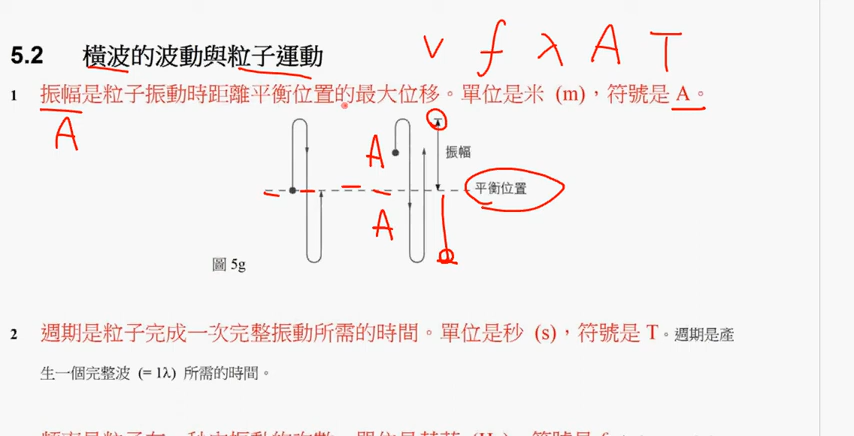 v f λ A T
5.2 橫波的波動與粒子運動
1 振幅是粒子振動時距離平衡位置的最大位移。單位是米 (m),符號是 A。
A
A 振幅
平衡位置
A
圖 5g
2 週期是粒子完成一次完整振動所需的時間。單位是秒 (s),符號是 T。週期是產
生一個完整波 (= 1λ) 所需的時間。